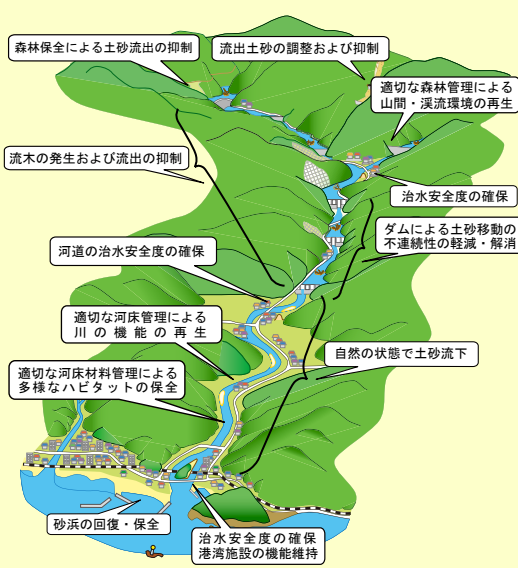 森林保全による土砂流出の抑制
流出土砂の調整および抑制
適切な森林管理による
山間・渓流環境の再生
流木の発生および流出の抑制
治水安全度の確保
ダムによる土砂移動の
不連続性の軽減・解消
河道の治水安全度の確保
適切な河床管理による
川の機能の再生
自然の状態で土砂流下
適切な河床材料管理による
多様なハビタットの保全
砂浜の回復・保全
治水安全度の確保
港湾施設の機能維持